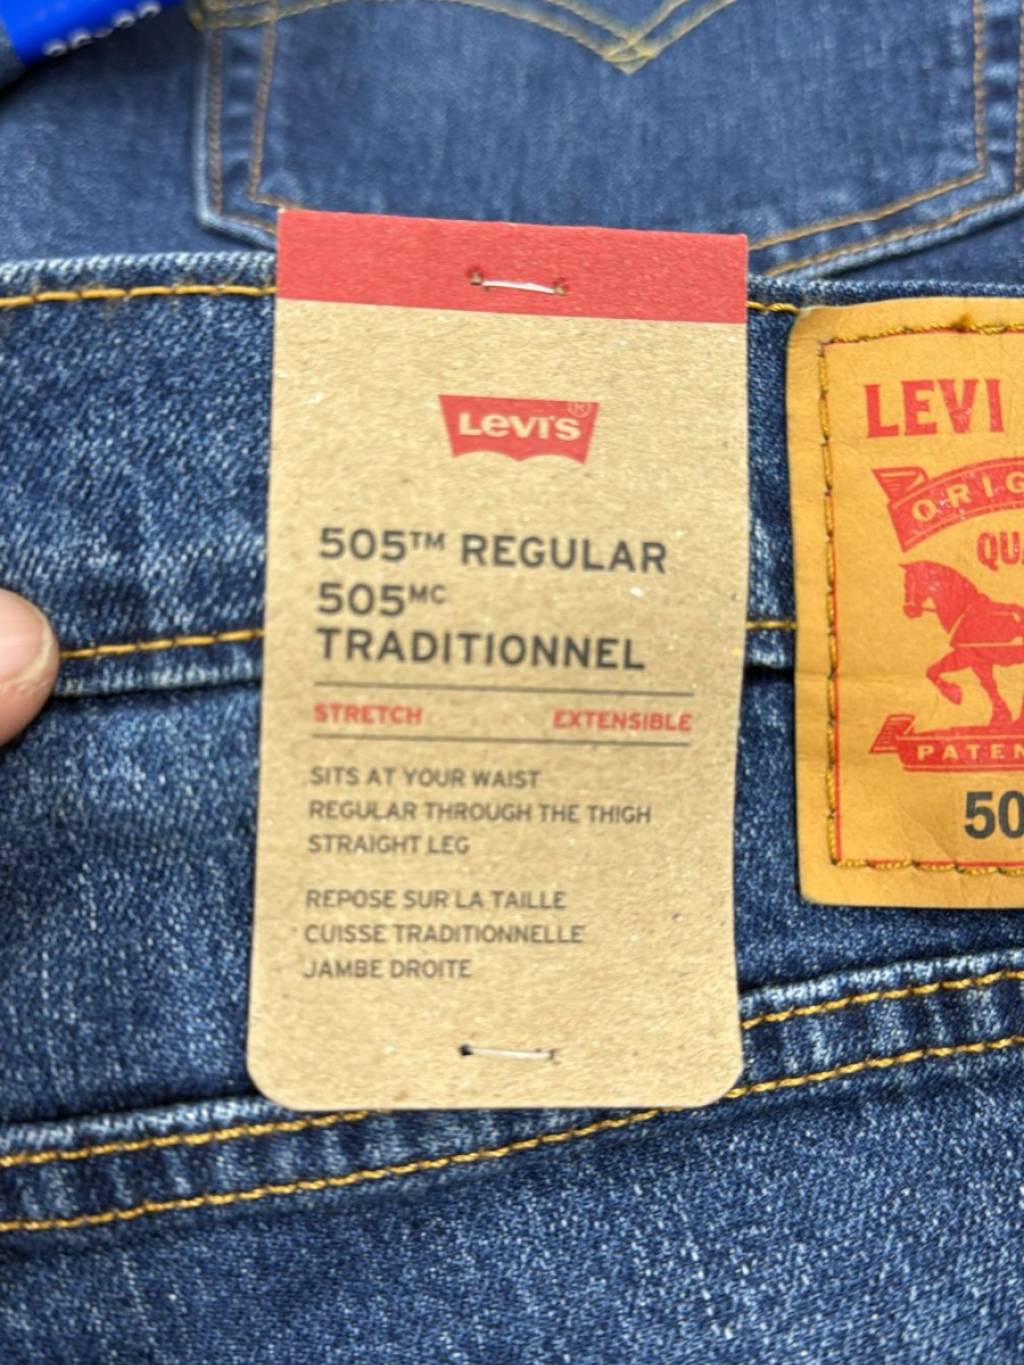 LEVI'S®
505™ REGULAR
505MC
TRADITIONNEL
STRETCH EXTENSIBLE
SITS AT YOUR WAIST
REGULAR THROUGH THE THIGH
STRAIGHT LEG
REPOSE SUR LA TAILLE
CUISSE TRADITIONNELLE
JAMBE DROITE
LEVI
ORIG
QUA
PATEN
50